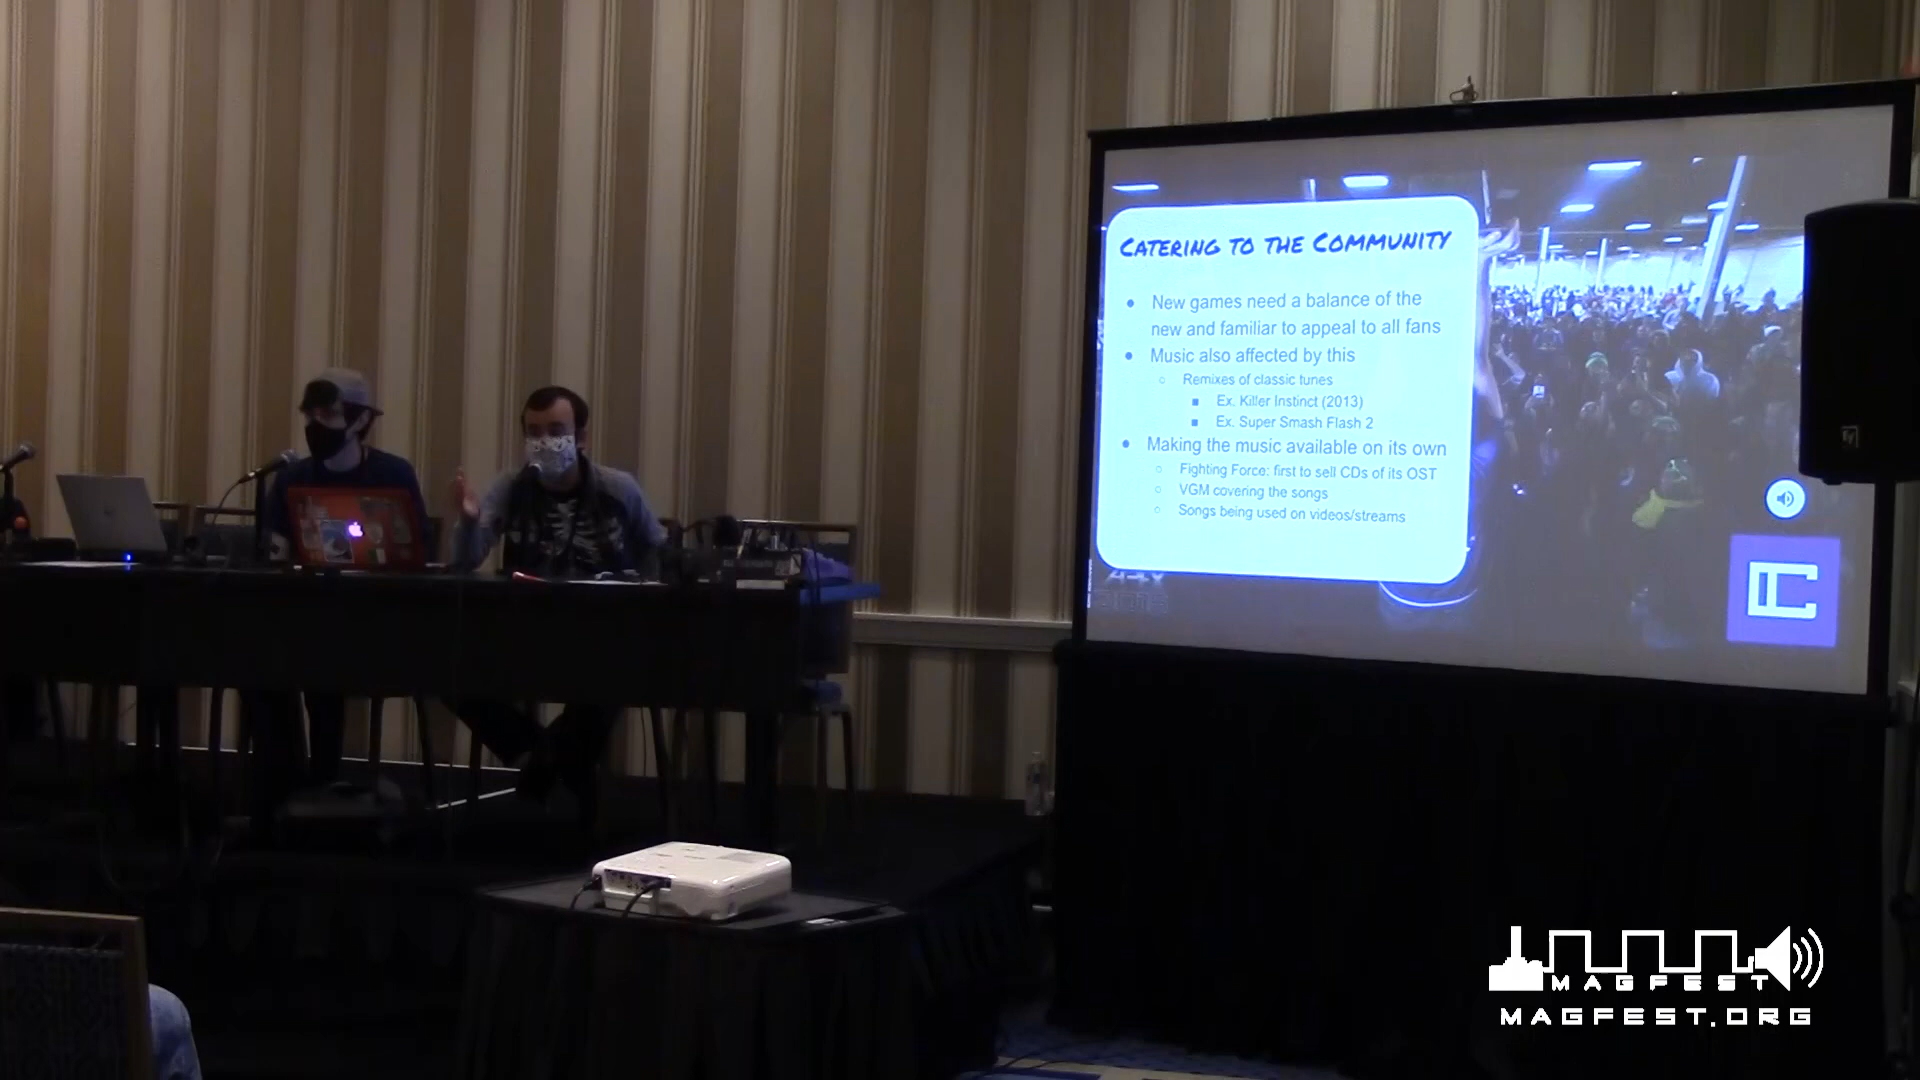 Catering to the Community
● New games need a balance of the
new and familiar to appeal to all fans
● Music also affected by this
○ Remixes of classic tunes
■ Ex. Killer Instinct (2013)
■ Ex. Super Smash Flash 2
● Making the music available on its own
○ Fighting Force: first to sell CDs of its OST
○ VGM covering the songs
○ Songs being used on videos/streams
MAGFEST
MAGFEST.ORG